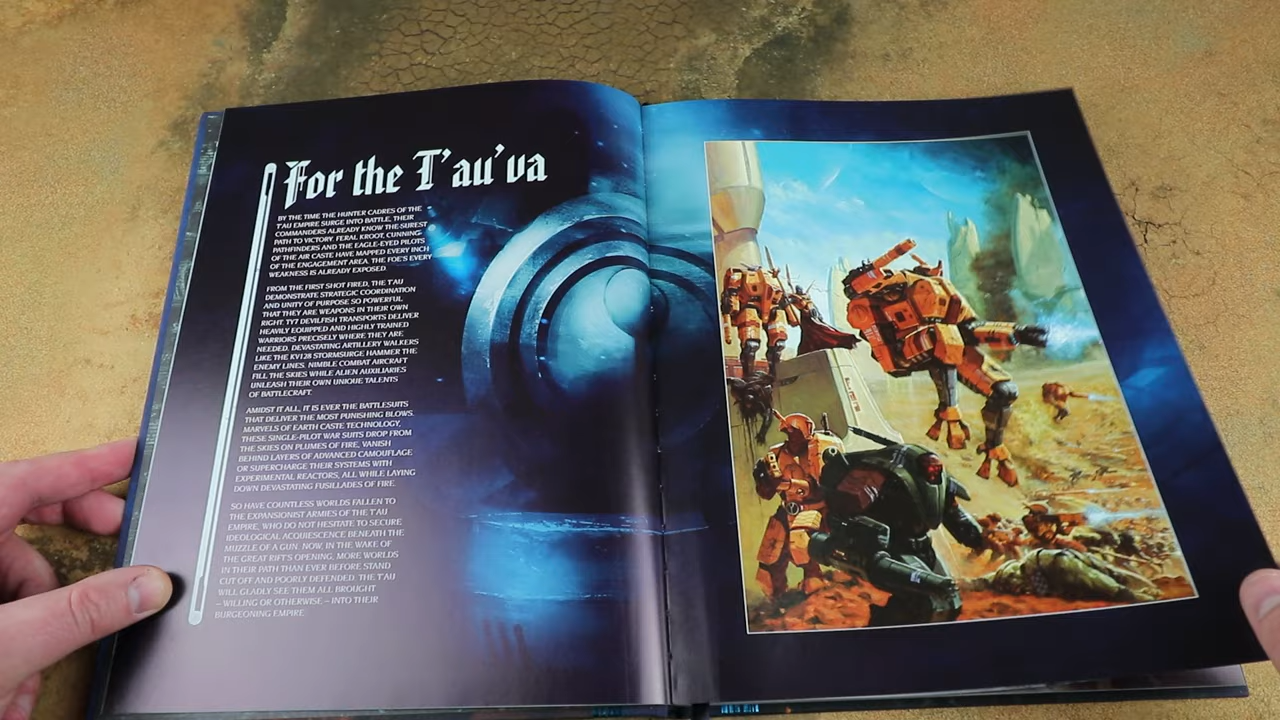 For the T'au'va
BY THE TIME THE HUNTER CADRES OF THE
T'AU EMPIRE SURGE INTO BATTLE, THEIR
COMMANDERS ALREADY KNOW THE SUREST
PATH TO VICTORY. FERAL KROOT, CUNNING
PATHFINDERS AND THE EAGLE-EYED PILOTS
OF THE AIR CASTE HAVE MAPPED EVERY INCH
OF THE ENGAGEMENT AREA. THE FOE'S EVERY
WEAKNESS IS ALREADY EXPOSED.
FROM THE FIRST SHOT FIRED, THE T'AU
DEMONSTRATE STRATEGIC COORDINATION
AND UNITY OF PURPOSE SO POWERFUL
THAT THEY ARE WEAPONS IN THEIR OWN
RIGHT. TY7 DEVILFISH TRANSPORTS DELIVER
HEAVILY EQUIPPED AND HIGHLY TRAINED
WARRIORS PRECISELY WHERE THEY ARE
NEEDED. DEVASTATING ARTILLERY WALKERS
LIKE THE KV128 STORMSURGE HAMMER THE
ENEMY LINES. NIMBLE COMBAT AIRCRAFT
FILL THE SKIES WHILE ALIEN AUXILIARIES
UNLEASH THEIR OWN UNIQUE TALENTS
OF BATTLECRAFT.
AMIDST IT ALL, IT IS EVER THE BATTLESUITS
THAT DELIVER THE MOST PUNISHING BLOWS.
MARVELS OF EARTH CASTE TECHNOLOGY,
THESE SINGLE-PILOT WAR SUITS DROP FROM
THE SKIES ON PLUMES OF FIRE, VANISH
BEHIND LAYERS OF ADVANCED CAMOUFLAGE
OR SUPERCHARGE THEIR SYSTEMS WITH
EXPERIMENTAL REACTORS, ALL WHILE LAYING
DOWN DEVASTATING FUSILLADES OF FIRE.
SO HAVE COUNTLESS WORLDS FALLEN TO
THE EXPANSIONIST ARMIES OF THE T'AU
EMPIRE, WHO DO NOT HESITATE TO SECURE
IDEOLOGICAL ACQUIESCENCE BENEATH THE
MUZZLE OF A GUN. NOW, IN THE WAKE OF
THE GREAT RIFT'S OPENING, MORE WORLDS
IN THEIR PATH THAN EVER BEFORE STAND
CUT OFF AND POORLY DEFENDED. THE T'AU
WILL GLADLY SEE THEM ALL BROUGHT
– WILLING OR OTHERWISE – INTO THEIR
BURGEONING EMPIRE.